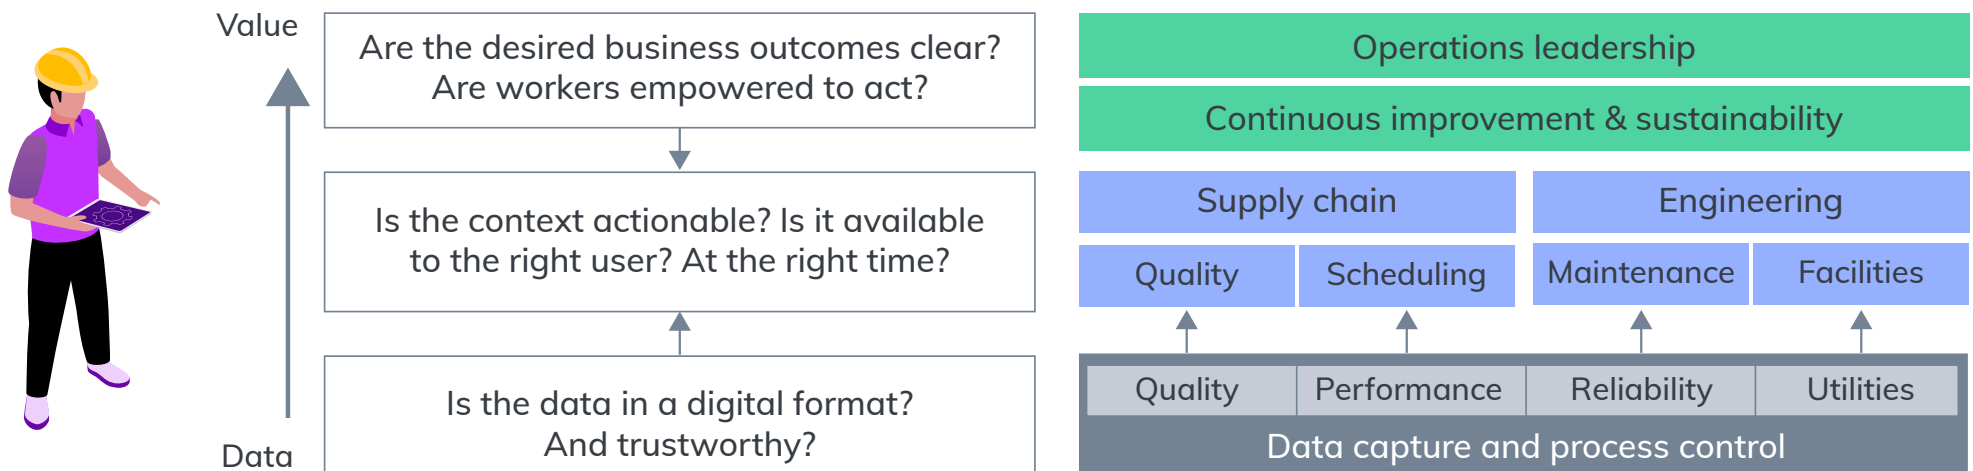 Value
Are the desired business outcomes clear?
Are workers empowered to act?
Is the context actionable? Is it available
to the right user? At the right time?
Is the data in a digital format?
And trustworthy?
Data
Operations leadership
Continuous improvement & sustainability
Supply chain
Engineering
Quality
Scheduling
Maintenance
Facilities
Quality
Performance
Reliability
Utilities
Data capture and process control